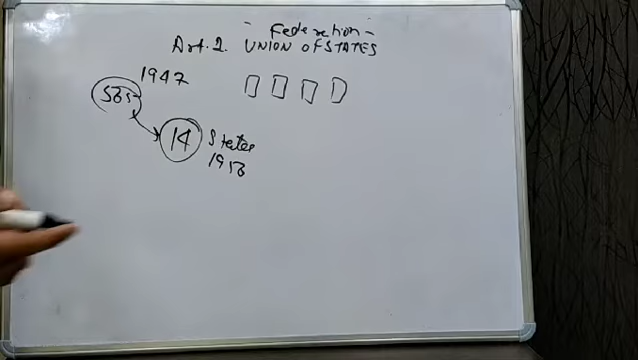 - Federation -
Art. 1. UNION OF STATES
1947
565
14 States
1956